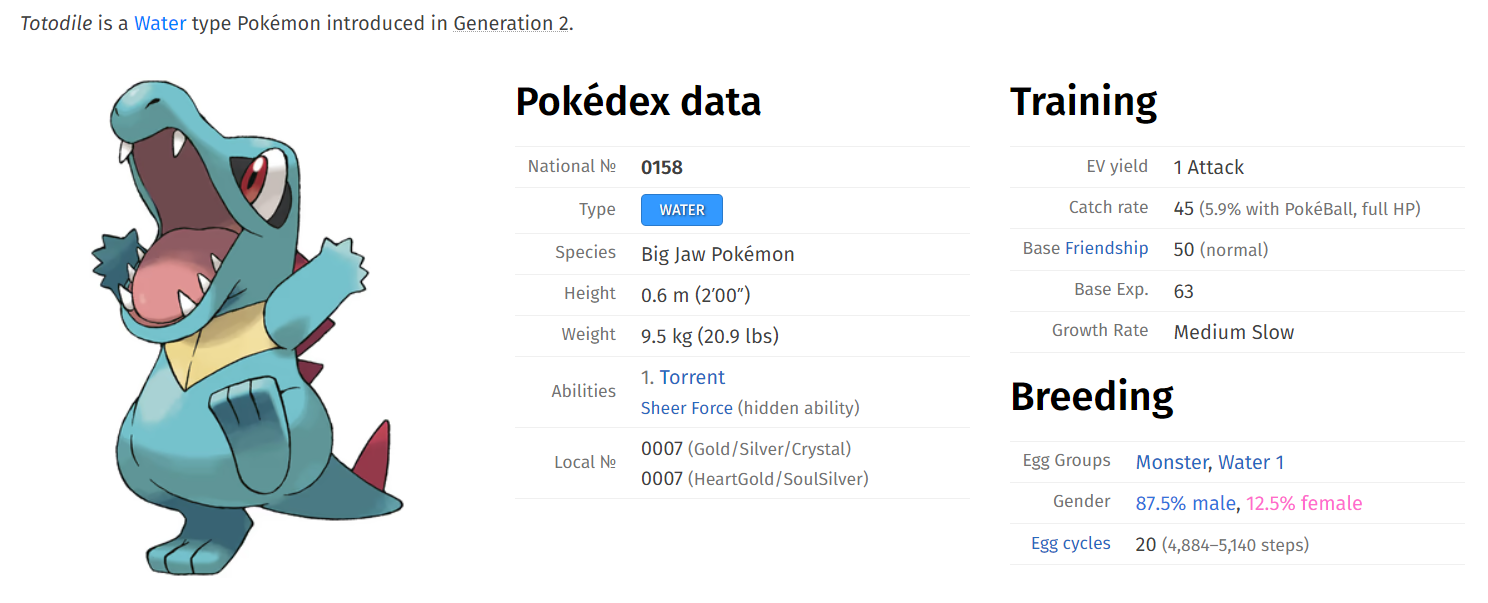 Totodile is a Water type Pokémon introduced in Generation 2.
Pokédex data
National № 0158
Type WATER
Species Big Jaw Pokémon
Height 0.6 m (2′00″)
Weight 9.5 kg (20.9 lbs)
Abilities 1. Torrent
Sheer Force (hidden ability)
Local № 0007 (Gold/Silver/Crystal)
0007 (HeartGold/SoulSilver)
Training
EV yield 1 Attack
Catch rate 45 (5.9% with PokéBall, full HP)
Base Friendship 50 (normal)
Base Exp. 63
Growth Rate Medium Slow
Breeding
Egg Groups Monster, Water 1
Gender 87.5% male, 12.5% female
Egg cycles 20 (4,884–5,140 steps)